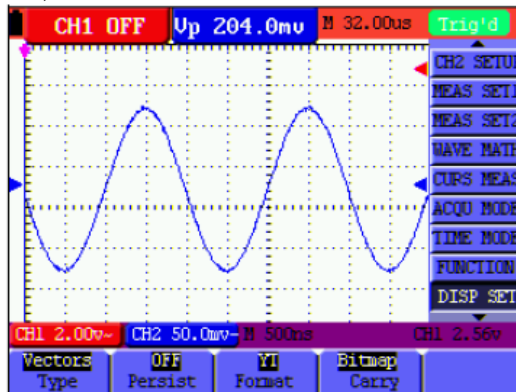 CH1 OFF Vp 204.0mv M 32.00us Trig'd
CH2 SETUP
MEAS SET1
MEAS SET2
WAVE MATH
CURS MEAS
ACQU MODE
TIME MODE
FUNCTION
DISP SET
CH1 2.00v~ CH2 50.0mv- M 500ns CH1 2.56v
Vectors OFF YT Bitmap
Type Persist Format Carry